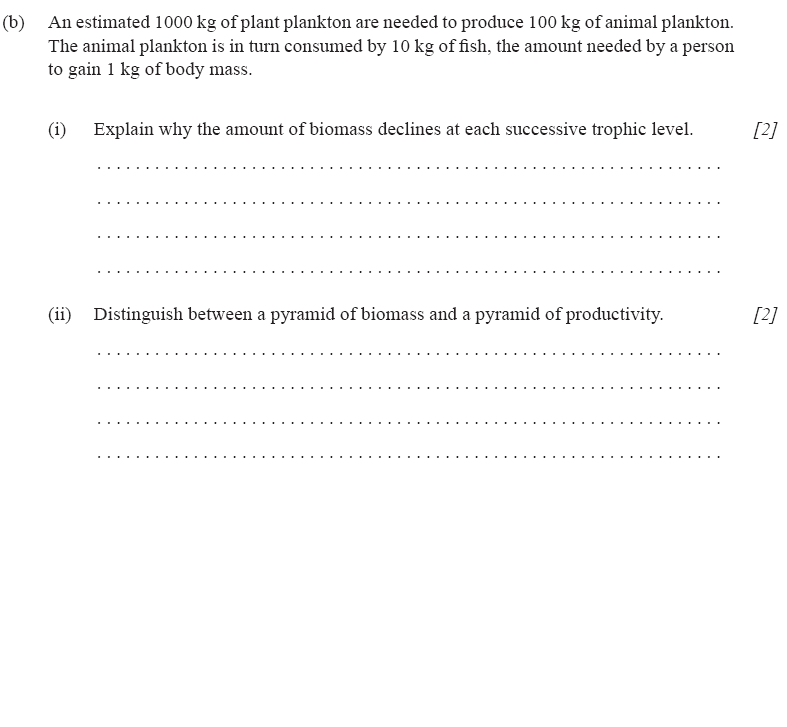 (b) An estimated 1000 kg of plant plankton are needed to produce 100 kg of animal plankton.
The animal plankton is in turn consumed by 10 kg of fish, the amount needed by a person
to gain 1 kg of body mass.
(i) Explain why the amount of biomass declines at each successive trophic level. [2]
. . . . . . . . . . . . . . . . . . . . . . . . . . . . . . . . . . . . . . . . . . . . . . . . . . . . . . . . . . . . . . . . .
. . . . . . . . . . . . . . . . . . . . . . . . . . . . . . . . . . . . . . . . . . . . . . . . . . . . . . . . . . . . . . . . .
. . . . . . . . . . . . . . . . . . . . . . . . . . . . . . . . . . . . . . . . . . . . . . . . . . . . . . . . . . . . . . . . .
. . . . . . . . . . . . . . . . . . . . . . . . . . . . . . . . . . . . . . . . . . . . . . . . . . . . . . . . . . . . . . . . .
(ii) Distinguish between a pyramid of biomass and a pyramid of productivity. [2]
. . . . . . . . . . . . . . . . . . . . . . . . . . . . . . . . . . . . . . . . . . . . . . . . . . . . . . . . . . . . . . . . .
. . . . . . . . . . . . . . . . . . . . . . . . . . . . . . . . . . . . . . . . . . . . . . . . . . . . . . . . . . . . . . . . .
. . . . . . . . . . . . . . . . . . . . . . . . . . . . . . . . . . . . . . . . . . . . . . . . . . . . . . . . . . . . . . . . .
. . . . . . . . . . . . . . . . . . . . . . . . . . . . . . . . . . . . . . . . . . . . . . . . . . . . . . . . . . . . . . . . .